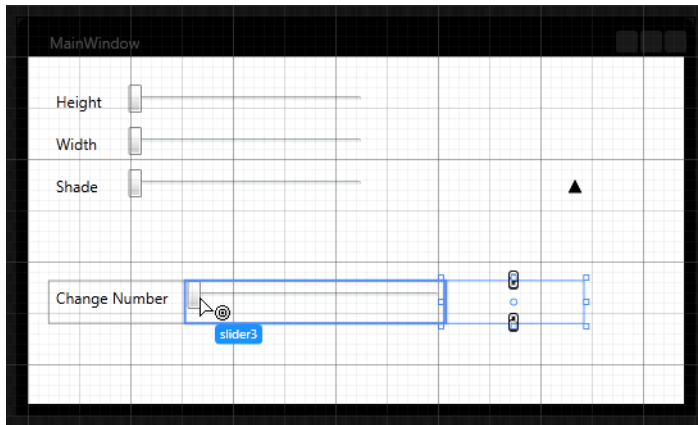 MainWindow
Height
Width
Shade
Change Number
slider3